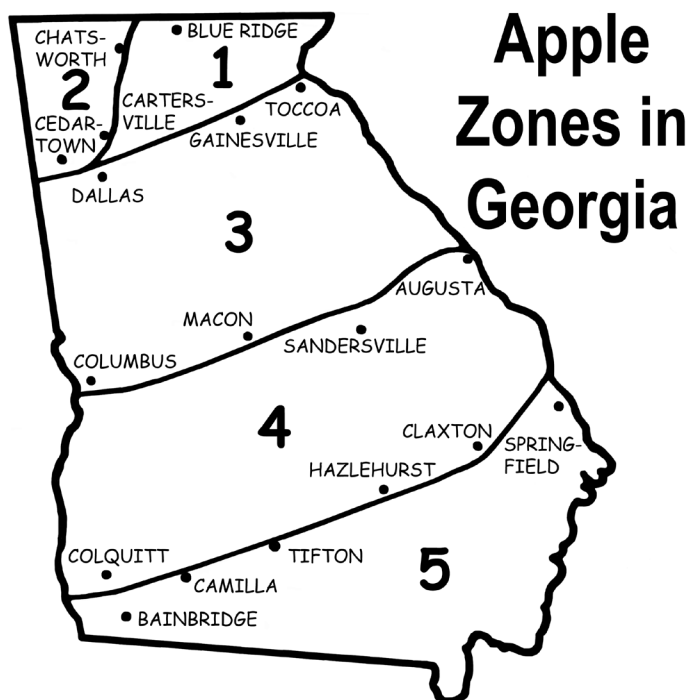 Apple
Zones in
Georgia
BLUE RIDGE
CHATS-
WORTH
1
2
CARTERS-
VILLE
TOCCOA
CEDAR-
TOWN
GAINESVILLE
DALLAS
3
AUGUSTA
MACON
SANDERSVILLE
COLUMBUS
4
CLAXTON
SPRING-
FIELD
HAZLEHURST
COLQUITT
TIFTON
5
CAMILLA
BAINBRIDGE